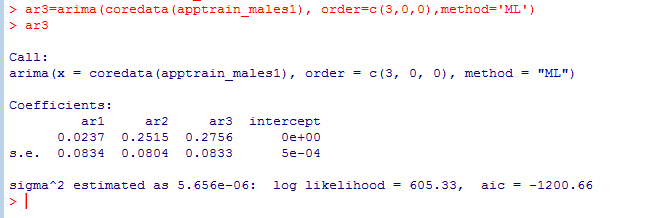 > ar3=arima(coredata(apptrain_males1), order=c(3,0,0),method='ML')
> ar3
Call:
arima(x = coredata(apptrain_males1), order = c(3, 0, 0), method = "ML")
Coefficients:
ar1 ar2 ar3 intercept
0.0237 0.2515 0.2756 0e+00
s.e. 0.0834 0.0804 0.0833 5e-04
sigma^2 estimated as 5.656e-06: log likelihood = 605.33, aic = -1200.66
>